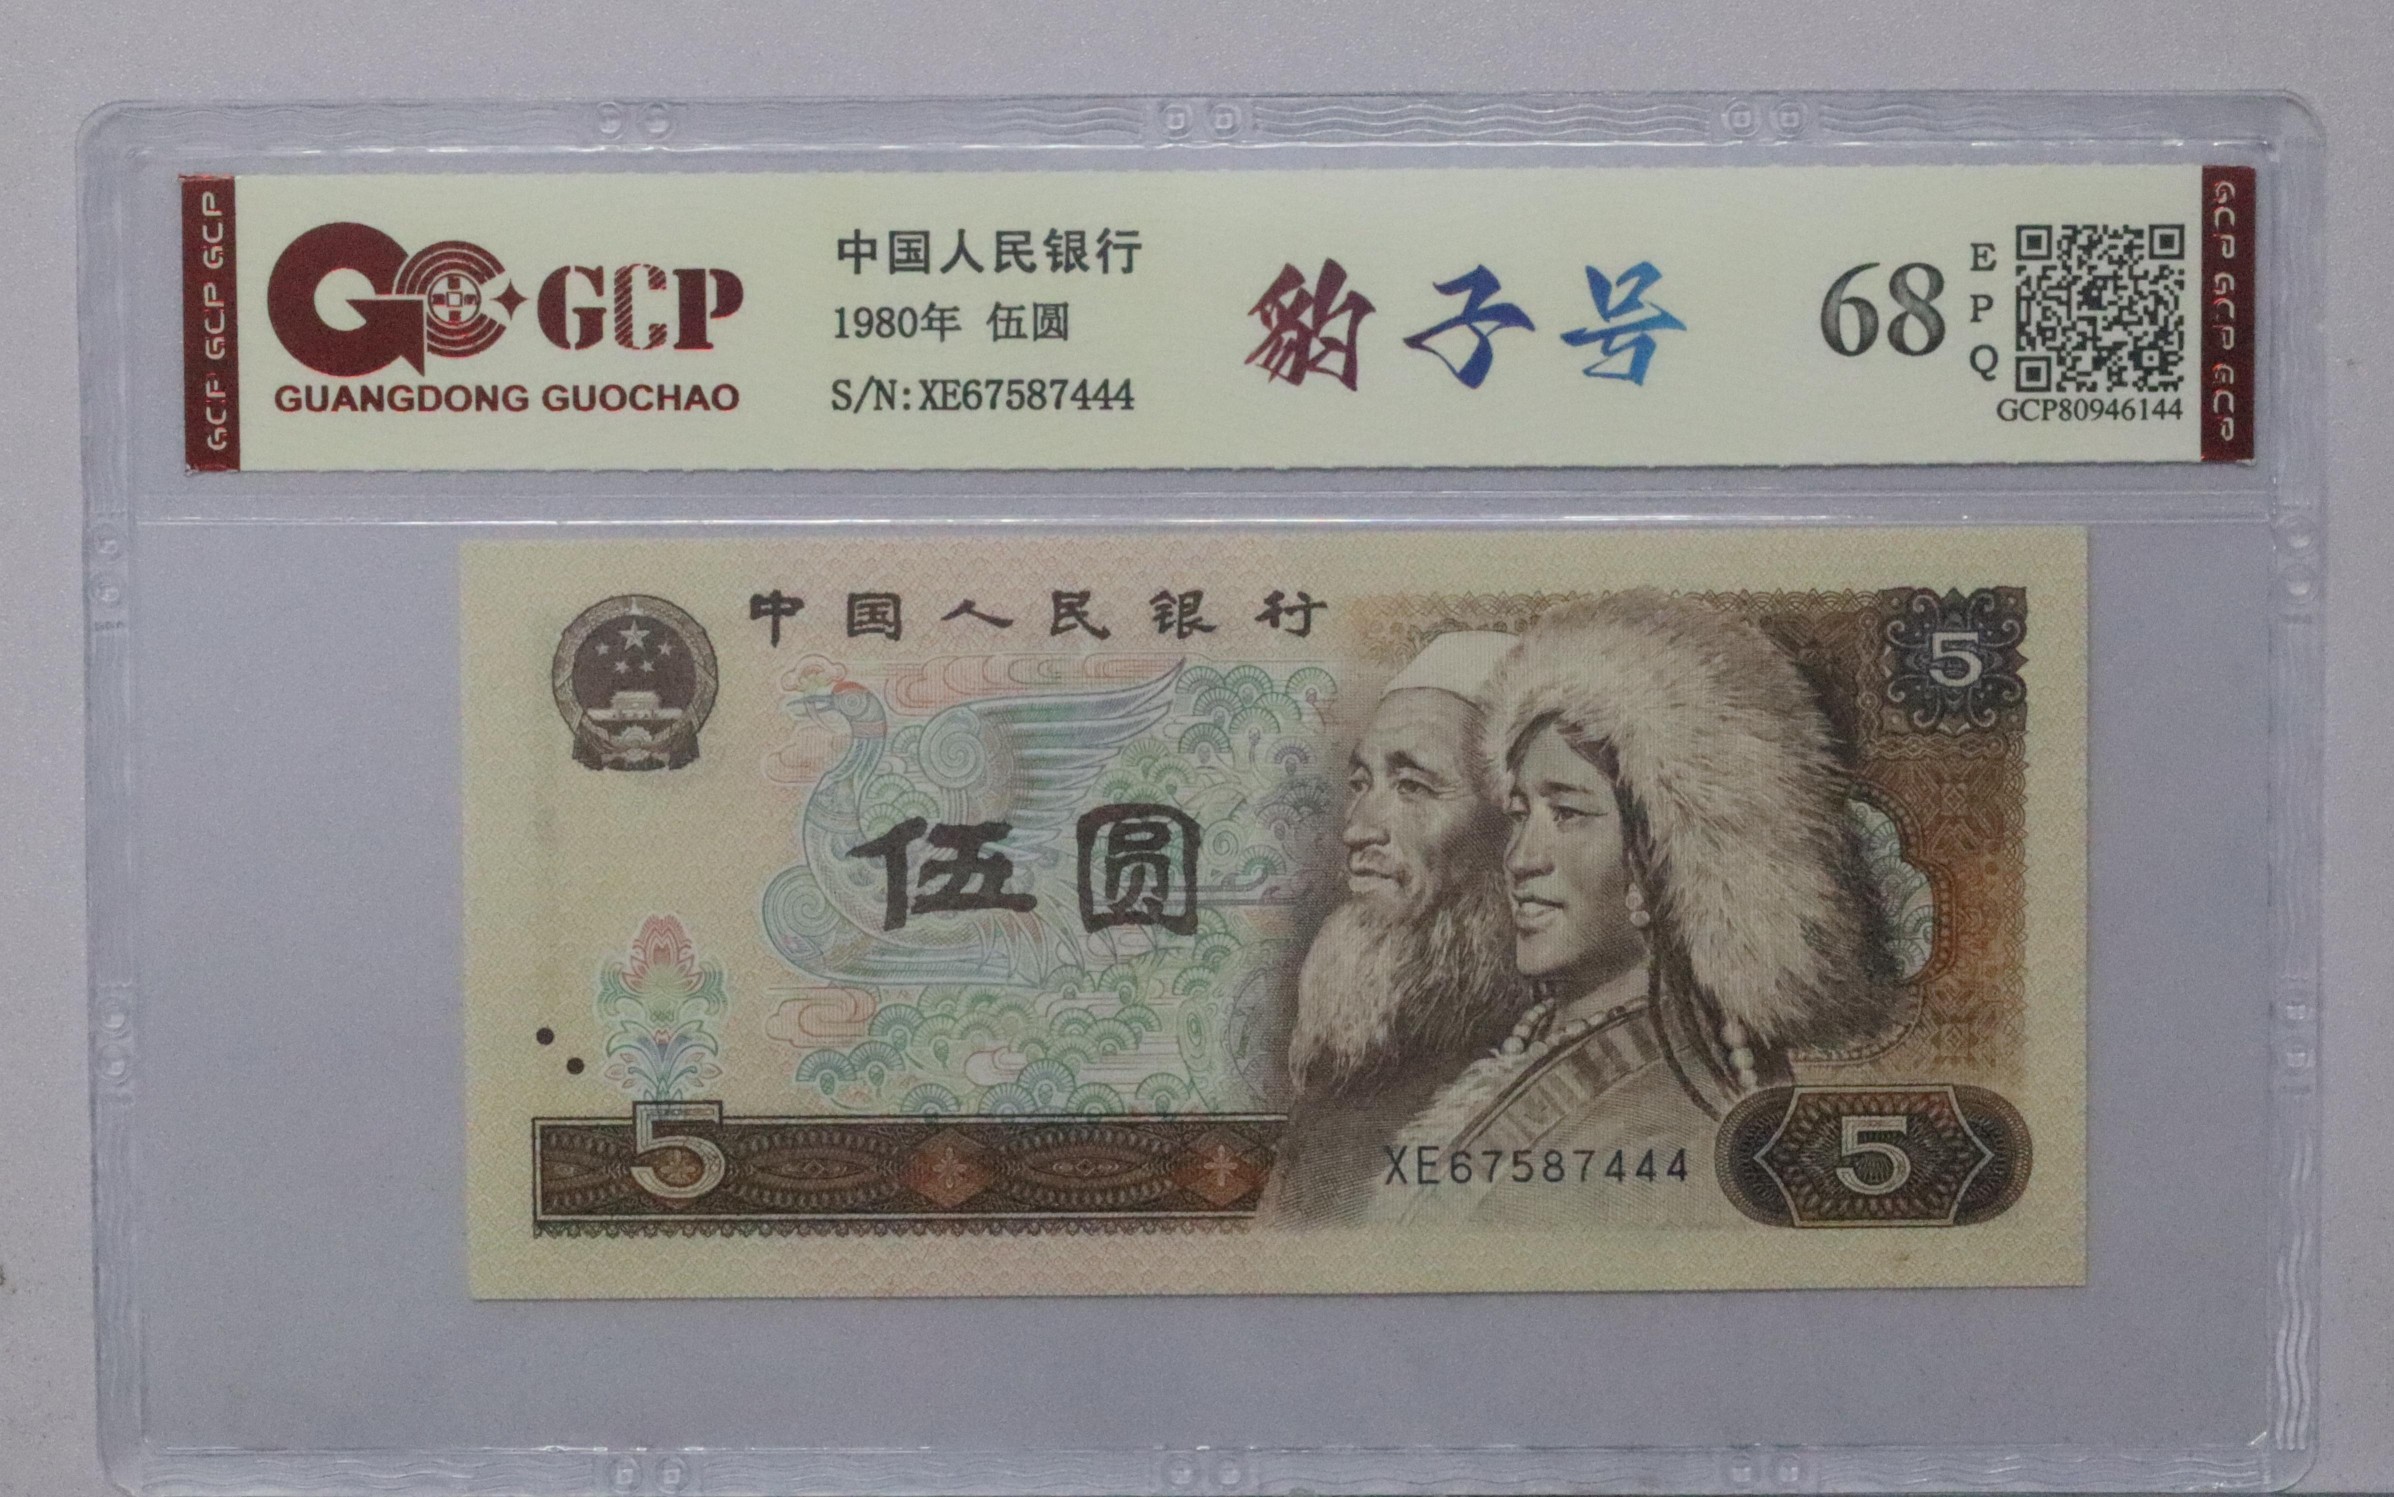 GCP GCP GCP
GCP
GUANGDONG GUOCHAO
中国人民银行
1980年 伍圆
S/N:XE67587444
豹子号
68
EPQ
GCP80946144
GCP GCP GCP
中国人民银行
5
伍圆
5
XE67587444
5